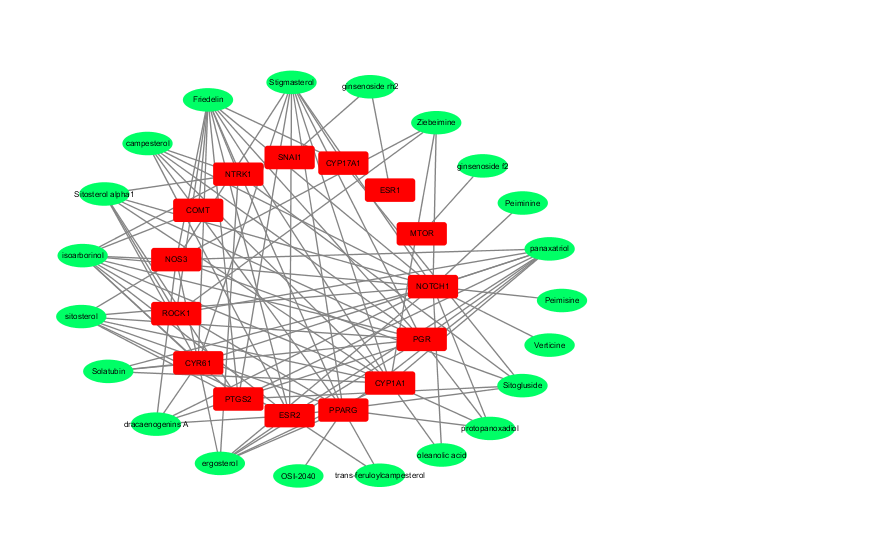 Stigmasterol
ginsenoside rh2
Friedelin
Ziebeimine
campesterol
SNAI1
CYP17A1
ginsenoside f2
NTRK1
ESR1
Sitosterol alpha1
Peiminine
COMT
MTOR
panaxatriol
isoarborinol
NOS3
NOTCH1
Peimisine
ROCK1
sitosterol
PGR
Verticine
CYR61
Solatubin
CYP1A1
Sitogluside
PTGS2
PPARG
ESR2
dracaenogenins A
protopanoxadiol
oleanolic acid
ergosterol
OSI-2040
trans-feruloylcampesterol